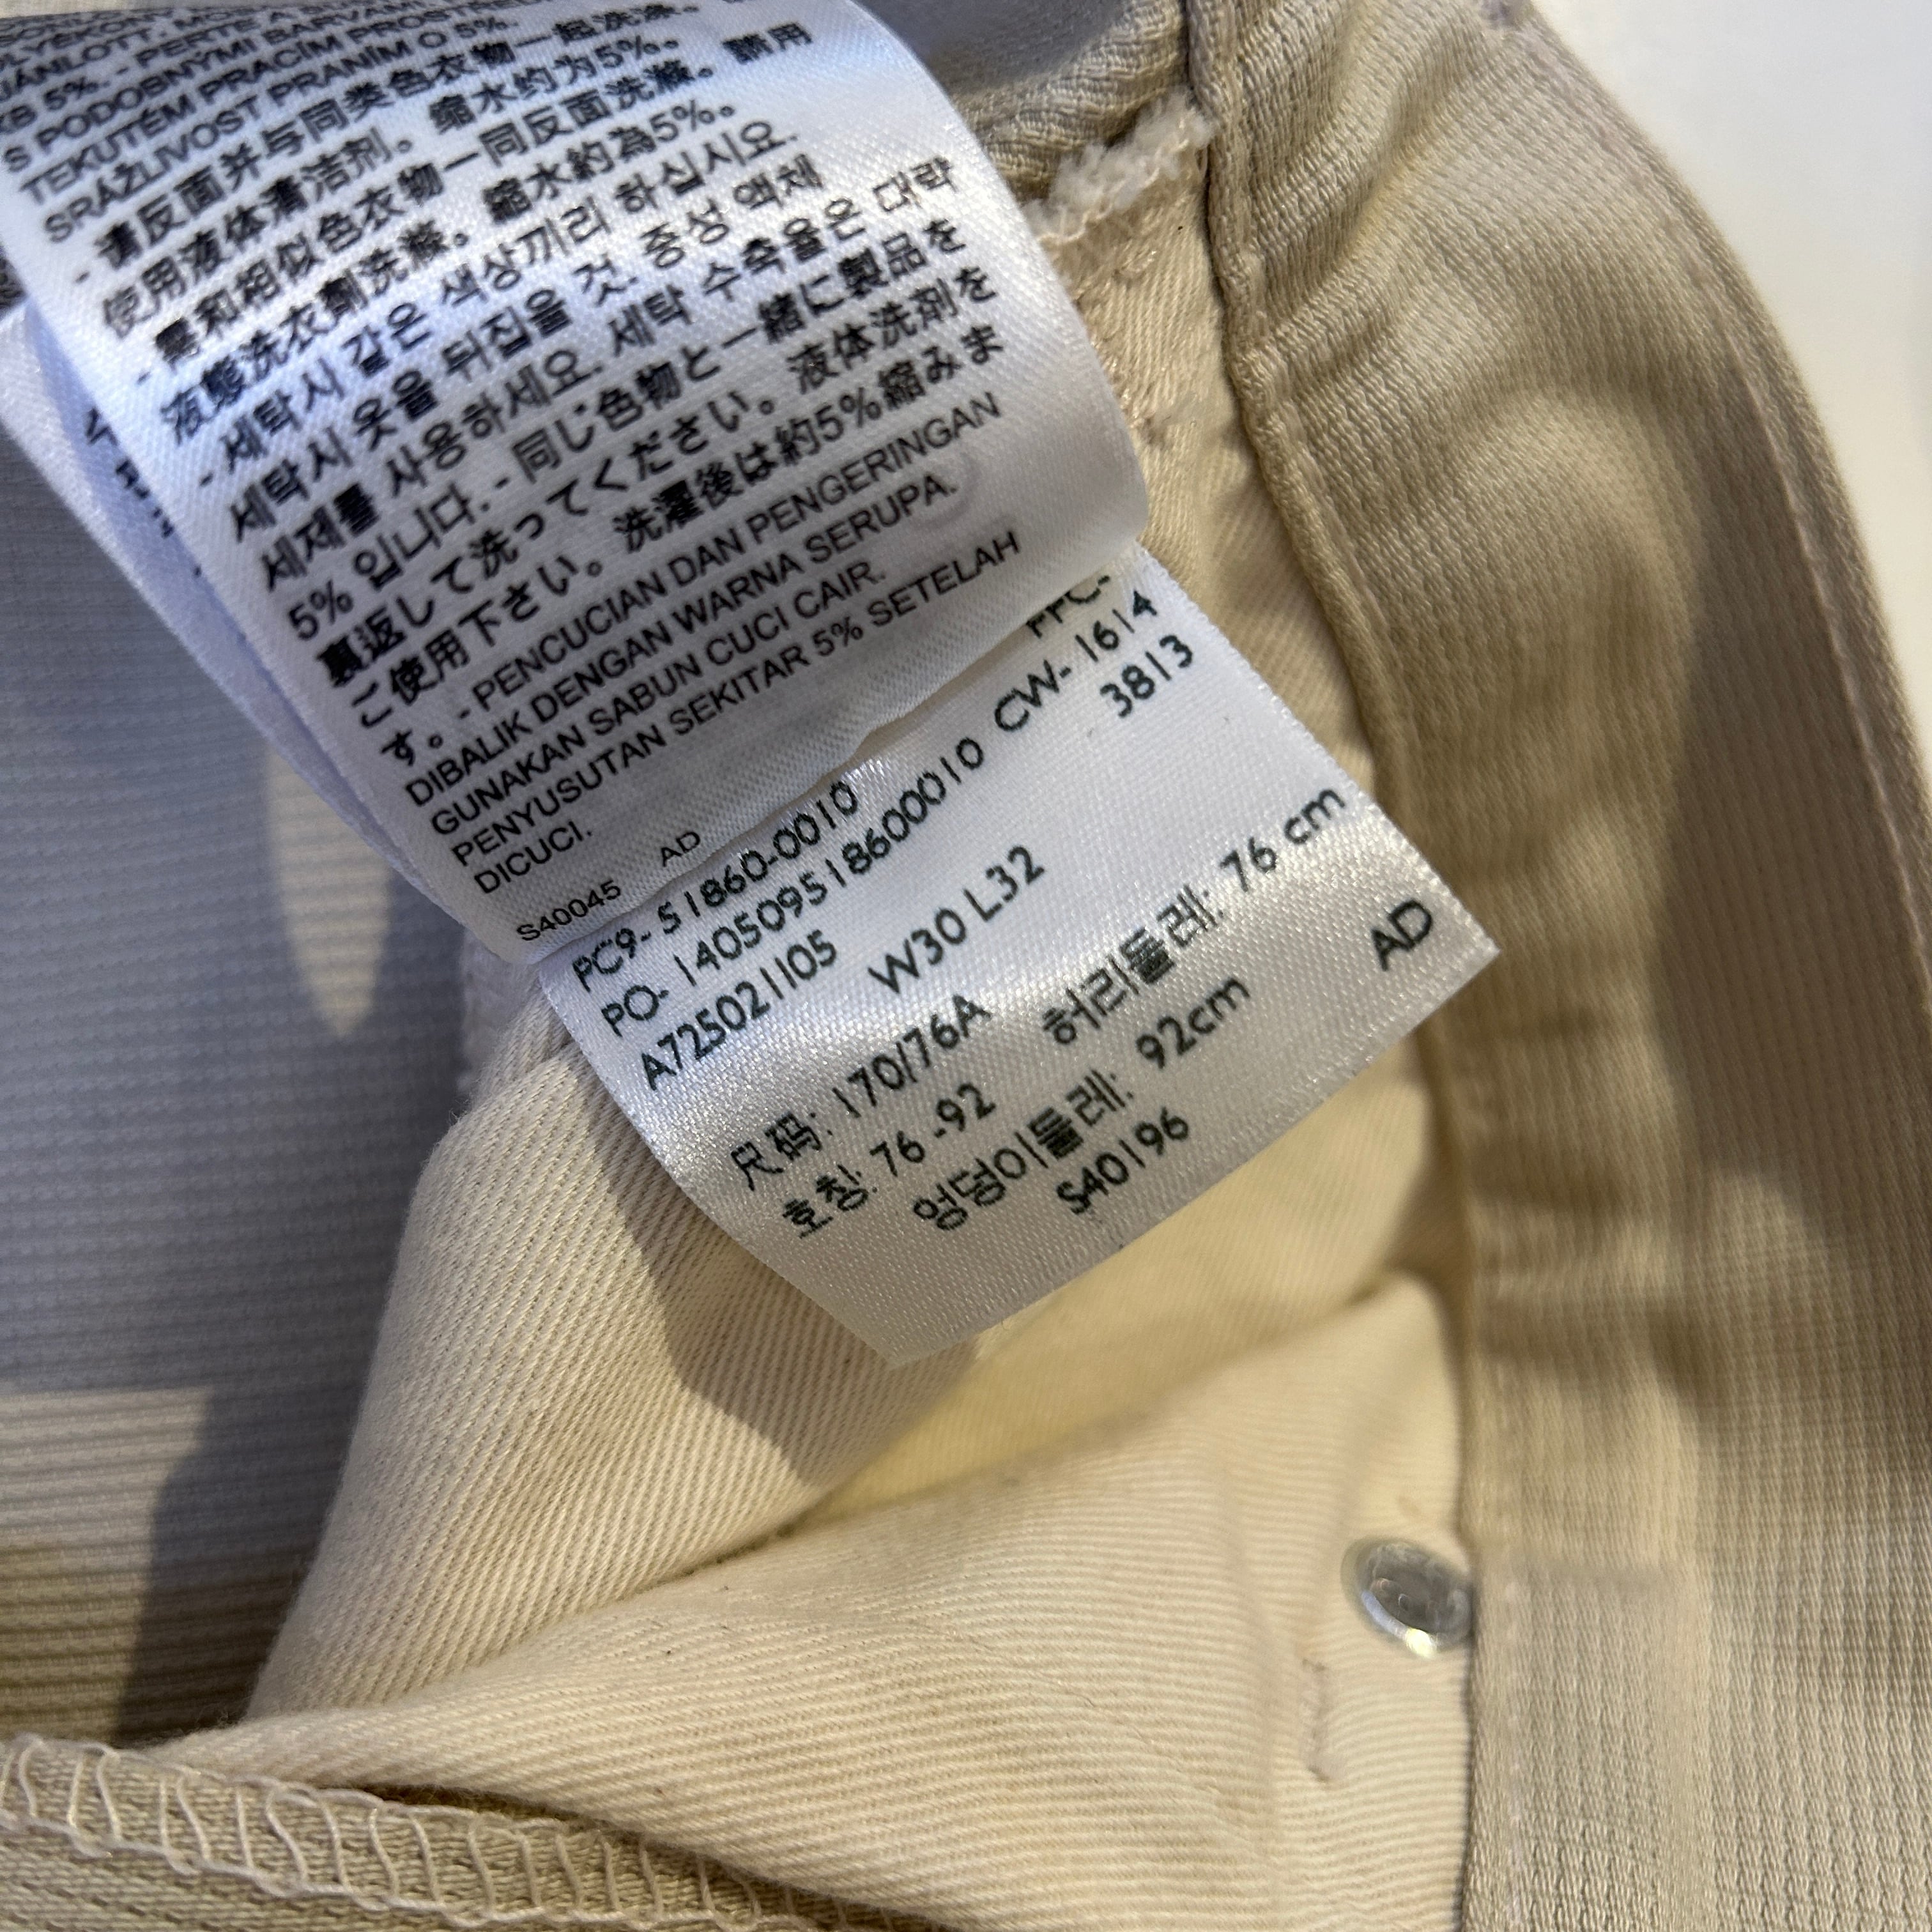 S PODOBNÝMI BARVAMI
TEKUTÉM PRACÍM
SRÁŽLIVOST PRANÍM O 5%.
- 请反面并与同类色衣物一起洗涤。
使用液体清洁剂。 缩水约为5%。
- 需和相似色衣物一同反面洗滌。 請用
液態洗衣劑洗滌。 縮水約為5%。
- 세탁시 같은 색상끼리 하십시요.
세탁시 옷을 뒤집을 것. 중성 액체
세제를 사용하세요. 세탁 수축율은 대략
5% 입니다. - 同じ色物と一緒に製品を
裏返して洗ってください。 液体洗剤を
ご使用下さい。 洗濯後は約5%縮みま
す。 - PENCUCIAN DAN PENGERINGAN
DIBALIK DENGAN WARNA SERUPA.
GUNAKAN SABUN CUCI CAIR.
PENYUSUTAN SEKITAR 5% SETELAH
DICUCI.
S40045 AD
PC9- 51860-0010
PO- 14050951860010 CW- 1614
A725021105 3813
W30 L32
尺码: 170/76A
호칭: 76 -92 허리둘레: 76 cm
엉덩이둘레: 92cm AD
S40196